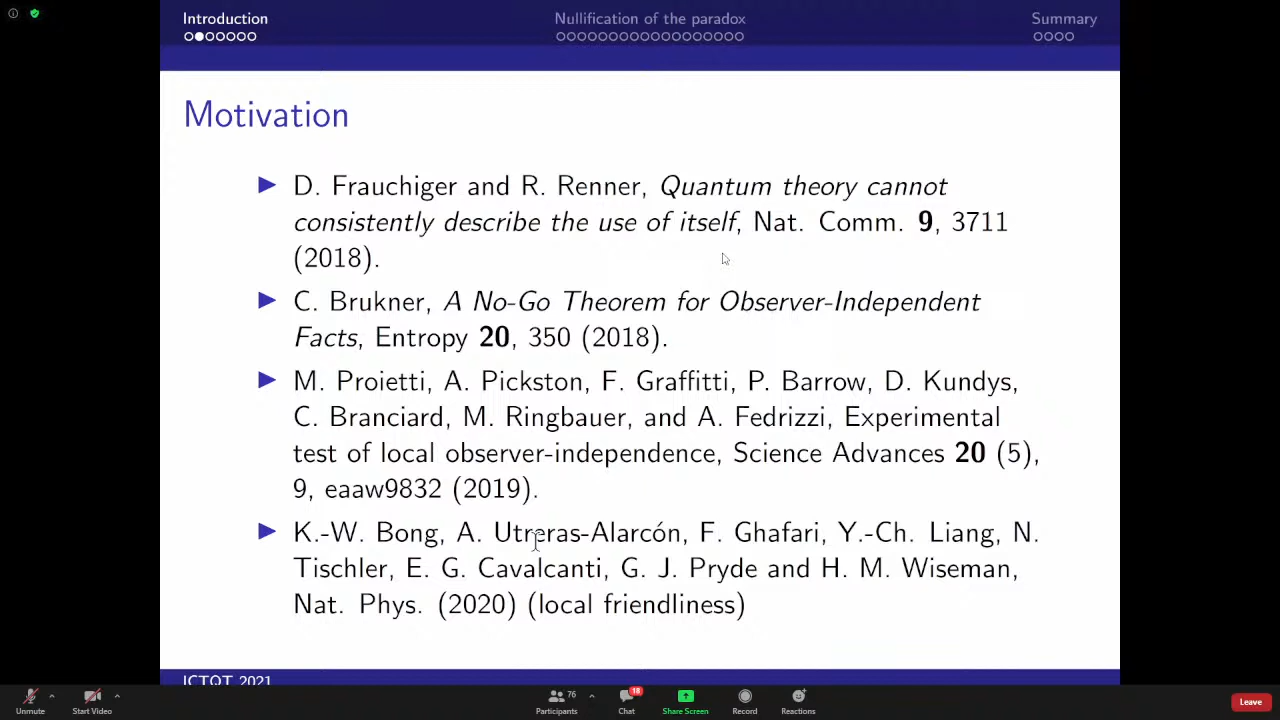 Introduction
Nullification of the paradox
Summary
Motivation
D. Frauchiger and R. Renner, Quantum theory cannot
consistently describe the use of itself, Nat. Comm. 9, 3711
(2018).
C. Brukner, A No-Go Theorem for Observer-Independent
Facts, Entropy 20, 350 (2018).
M. Proietti, A. Pickston, F. Graffitti, P. Barrow, D. Kundys,
C. Branciard, M. Ringbauer, and A. Fedrizzi, Experimental
test of local observer-independence, Science Advances 20 (5),
9, eaaw9832 (2019).
K.-W. Bong, A. Utreras-Alarcón, F. Ghafari, Y.-Ch. Liang, N.
Tischler, E. G. Cavalcanti, G. J. Pryde and H. M. Wiseman,
Nat. Phys. (2020) (local friendliness)
ICTQT 2021
Unmute
Start Video
76
Participants
18
Chat
Share Screen
Record
Reactions
Leave